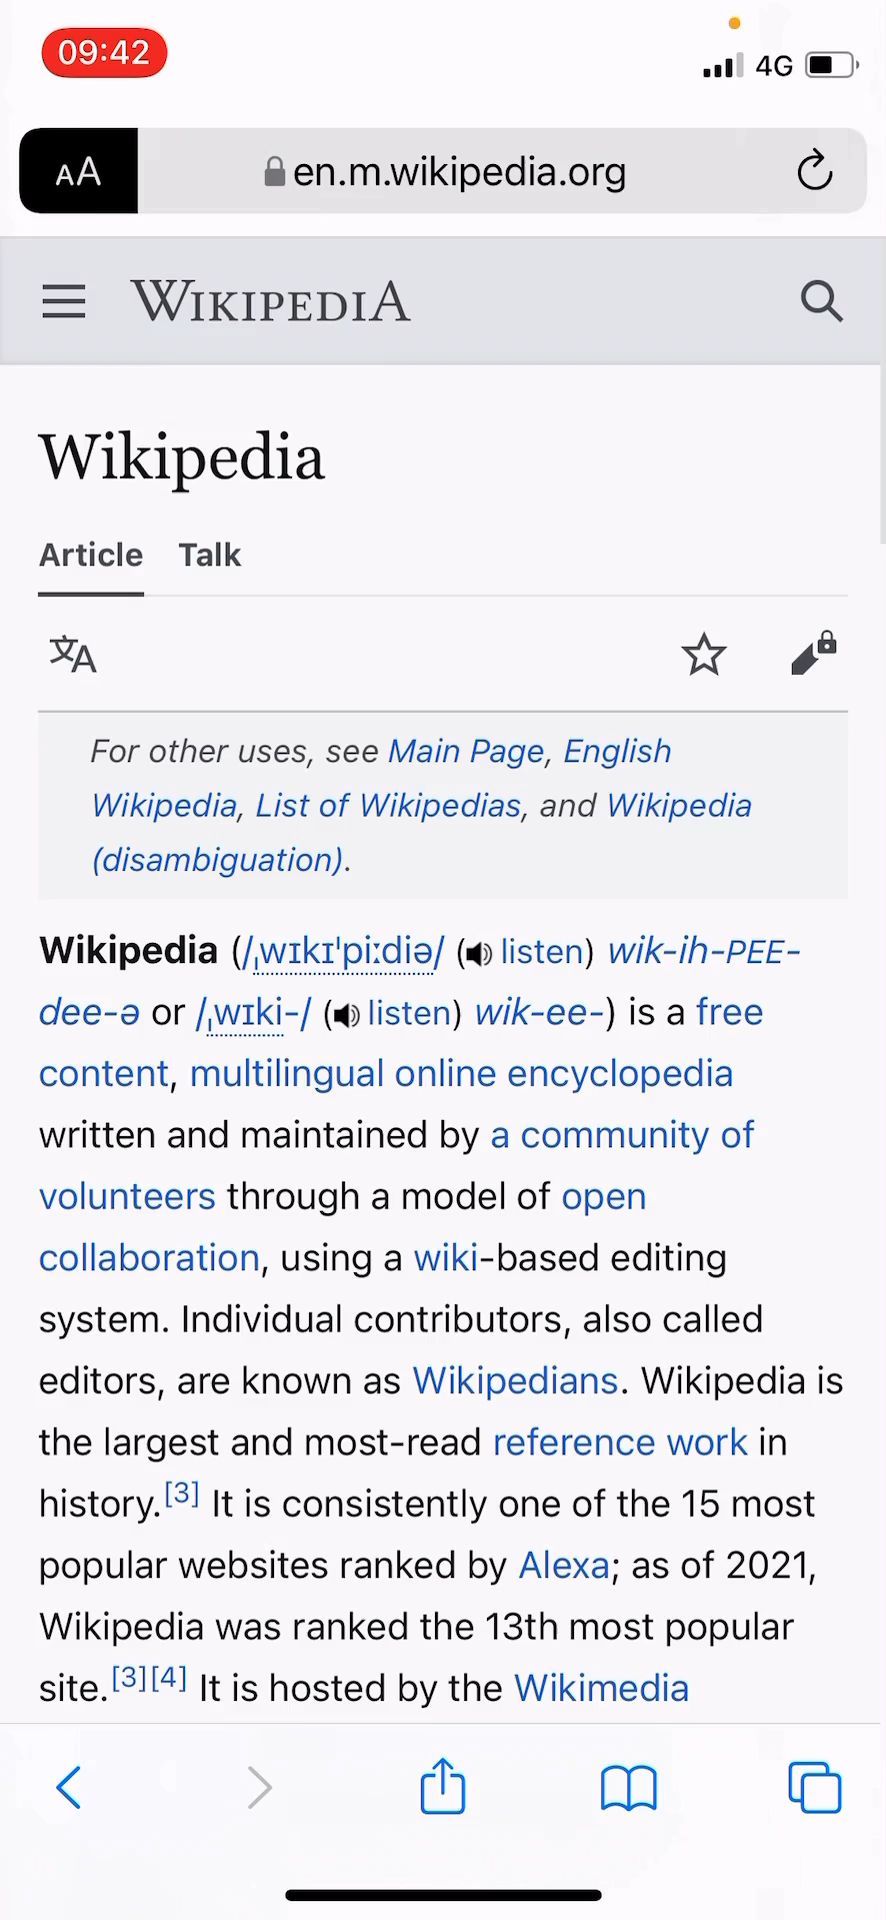 09:42
4G
AA
en.m.wikipedia.org
WIKIPEDIA
Wikipedia
Article Talk
文A
For other uses, see Main Page, English
Wikipedia, List of Wikipedias, and Wikipedia
(disambiguation).
Wikipedia (/ˌwɪkɪˈpiːdiə/ (listen) wik-ih-PEE-
dee-ə or /ˌwɪki-/ (listen) wik-ee-) is a free
content, multilingual online encyclopedia
written and maintained by a community of
volunteers through a model of open
collaboration, using a wiki-based editing
system. Individual contributors, also called
editors, are known as Wikipedians. Wikipedia is
the largest and most-read reference work in
history.[3] It is consistently one of the 15 most
popular websites ranked by Alexa; as of 2021,
Wikipedia was ranked the 13th most popular
site.[3][4] It is hosted by the Wikimedia